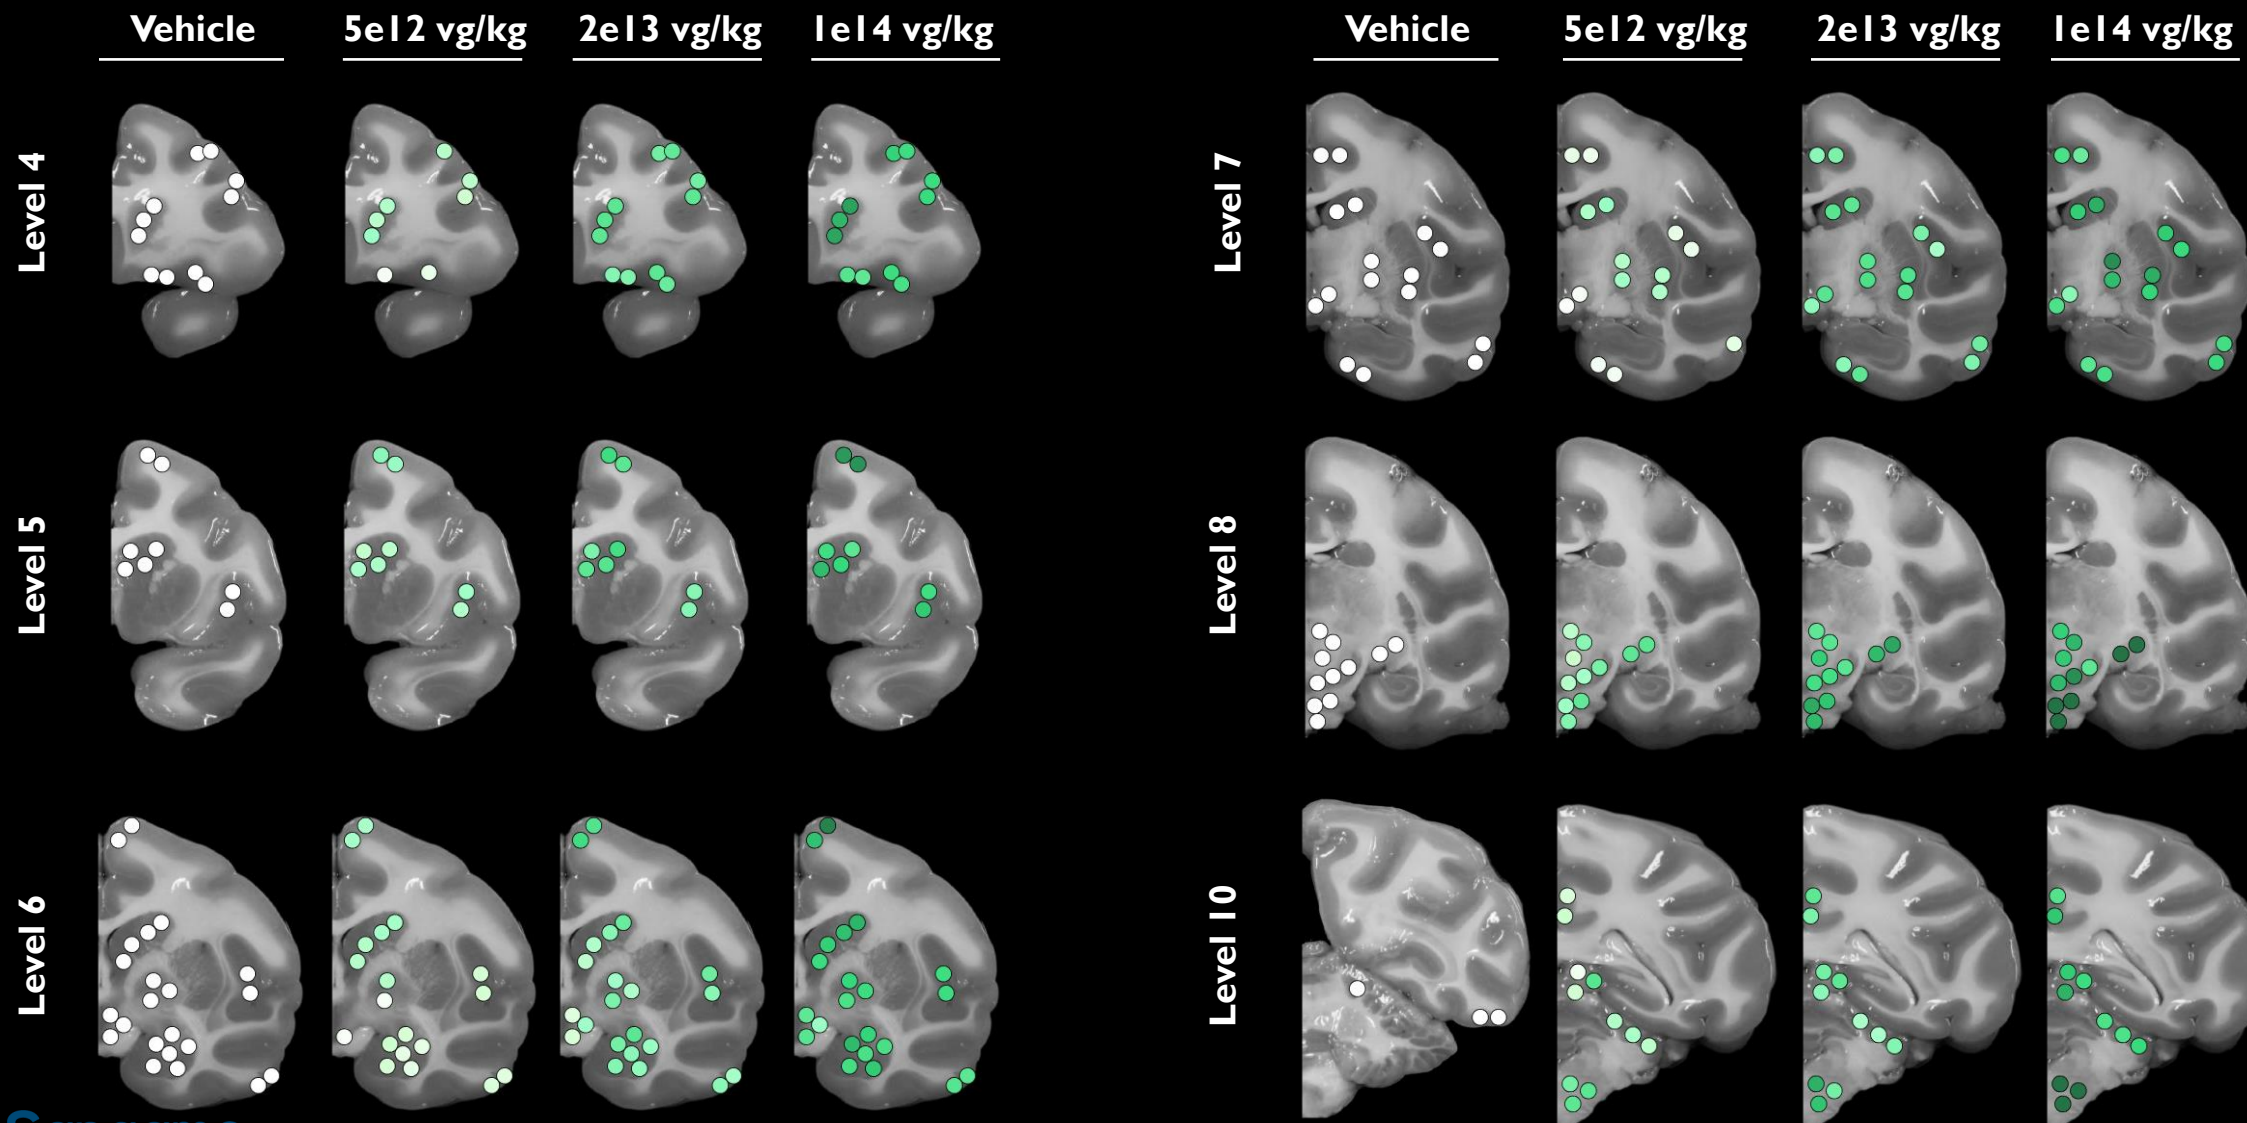 Vehicle 5e12 vg/kg 2e13 vg/kg 1e14 vg/kg
Level 4
Level 5
Level 6
Vehicle 5e12 vg/kg 2e13 vg/kg 1e14 vg/kg
Level 7
Level 8
Level 10